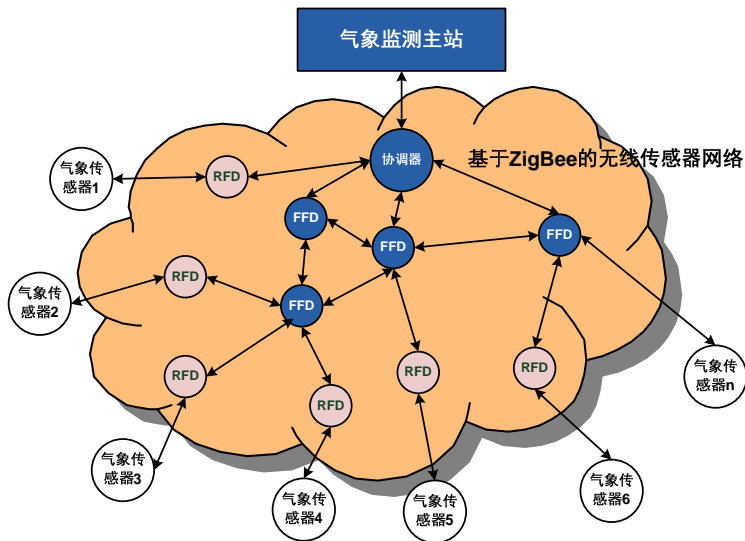 气象监测主站
协调器
基于ZigBee的无线传感器网络
气象传
感器1
RFD
FFD
FFD
FFD
RFD
气象传
感器2
FFD
RFD
RFD
RFD
气象传
感器n
RFD
气象传
感器3
气象传
感器4
气象传
感器5
气象传
感器6